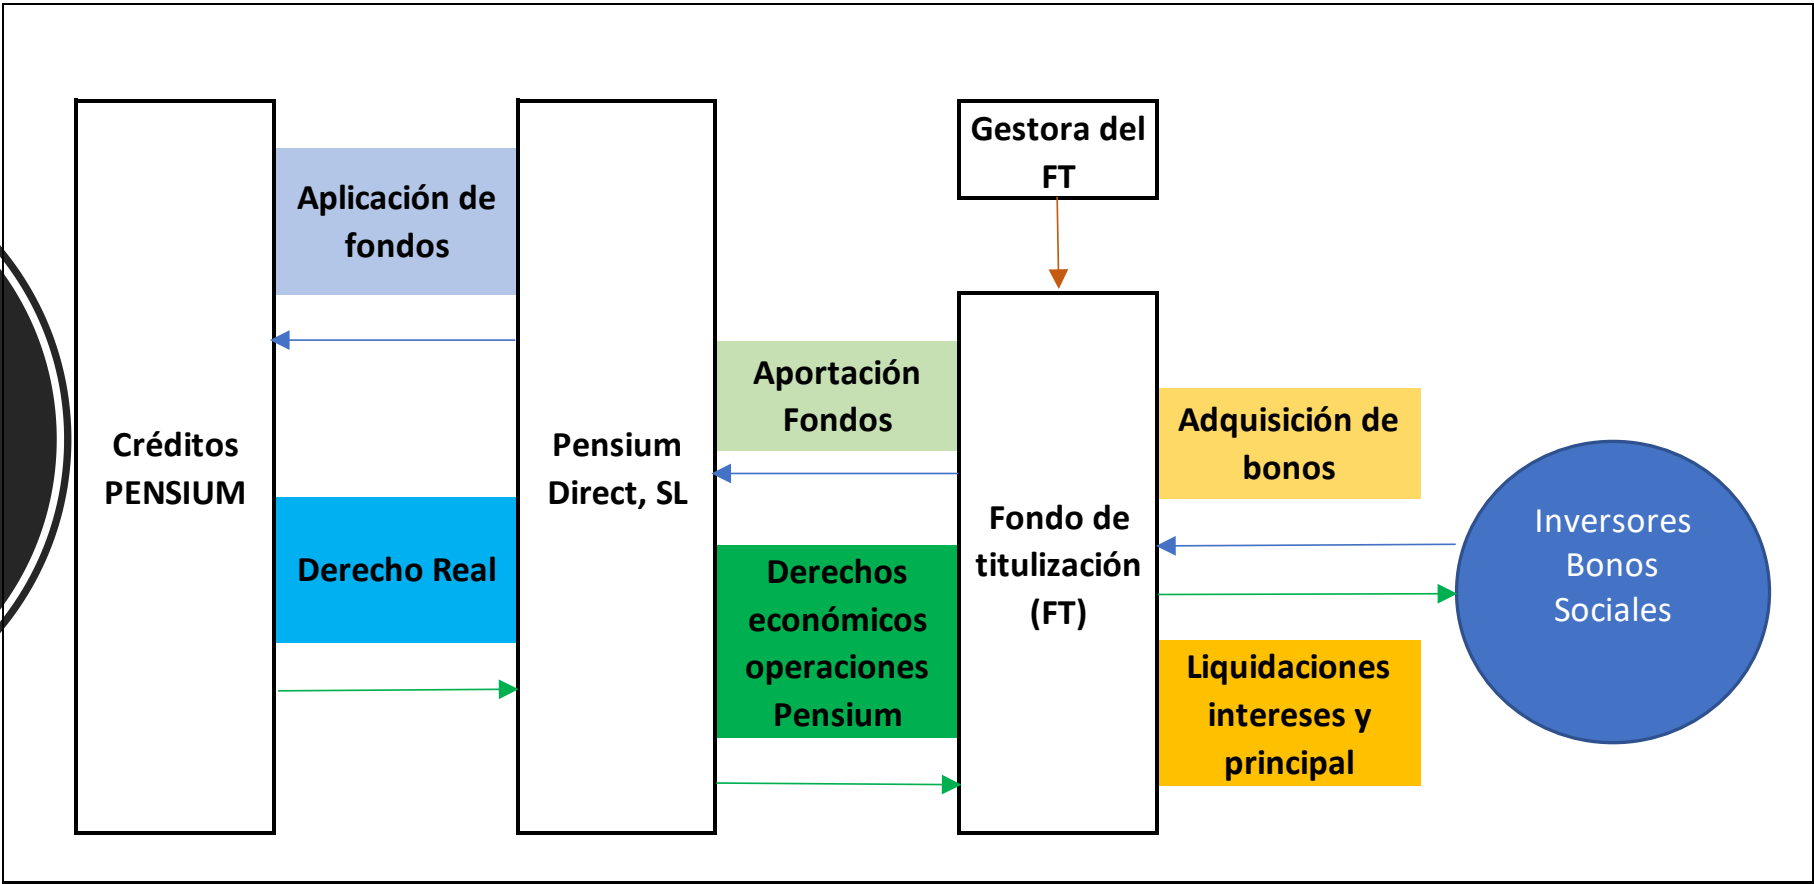 Gestora del
FT
Aplicación de
fondos
Aportación
Fondos
Adquisición de
bonos
Créditos
PENSIUM
Pensium
Direct, SL
Fondo de
titulización
(FT)
Inversores
Bonos
Sociales
Derecho Real
Derechos
económicos
operaciones
Pensium
Liquidaciones
intereses y
principal